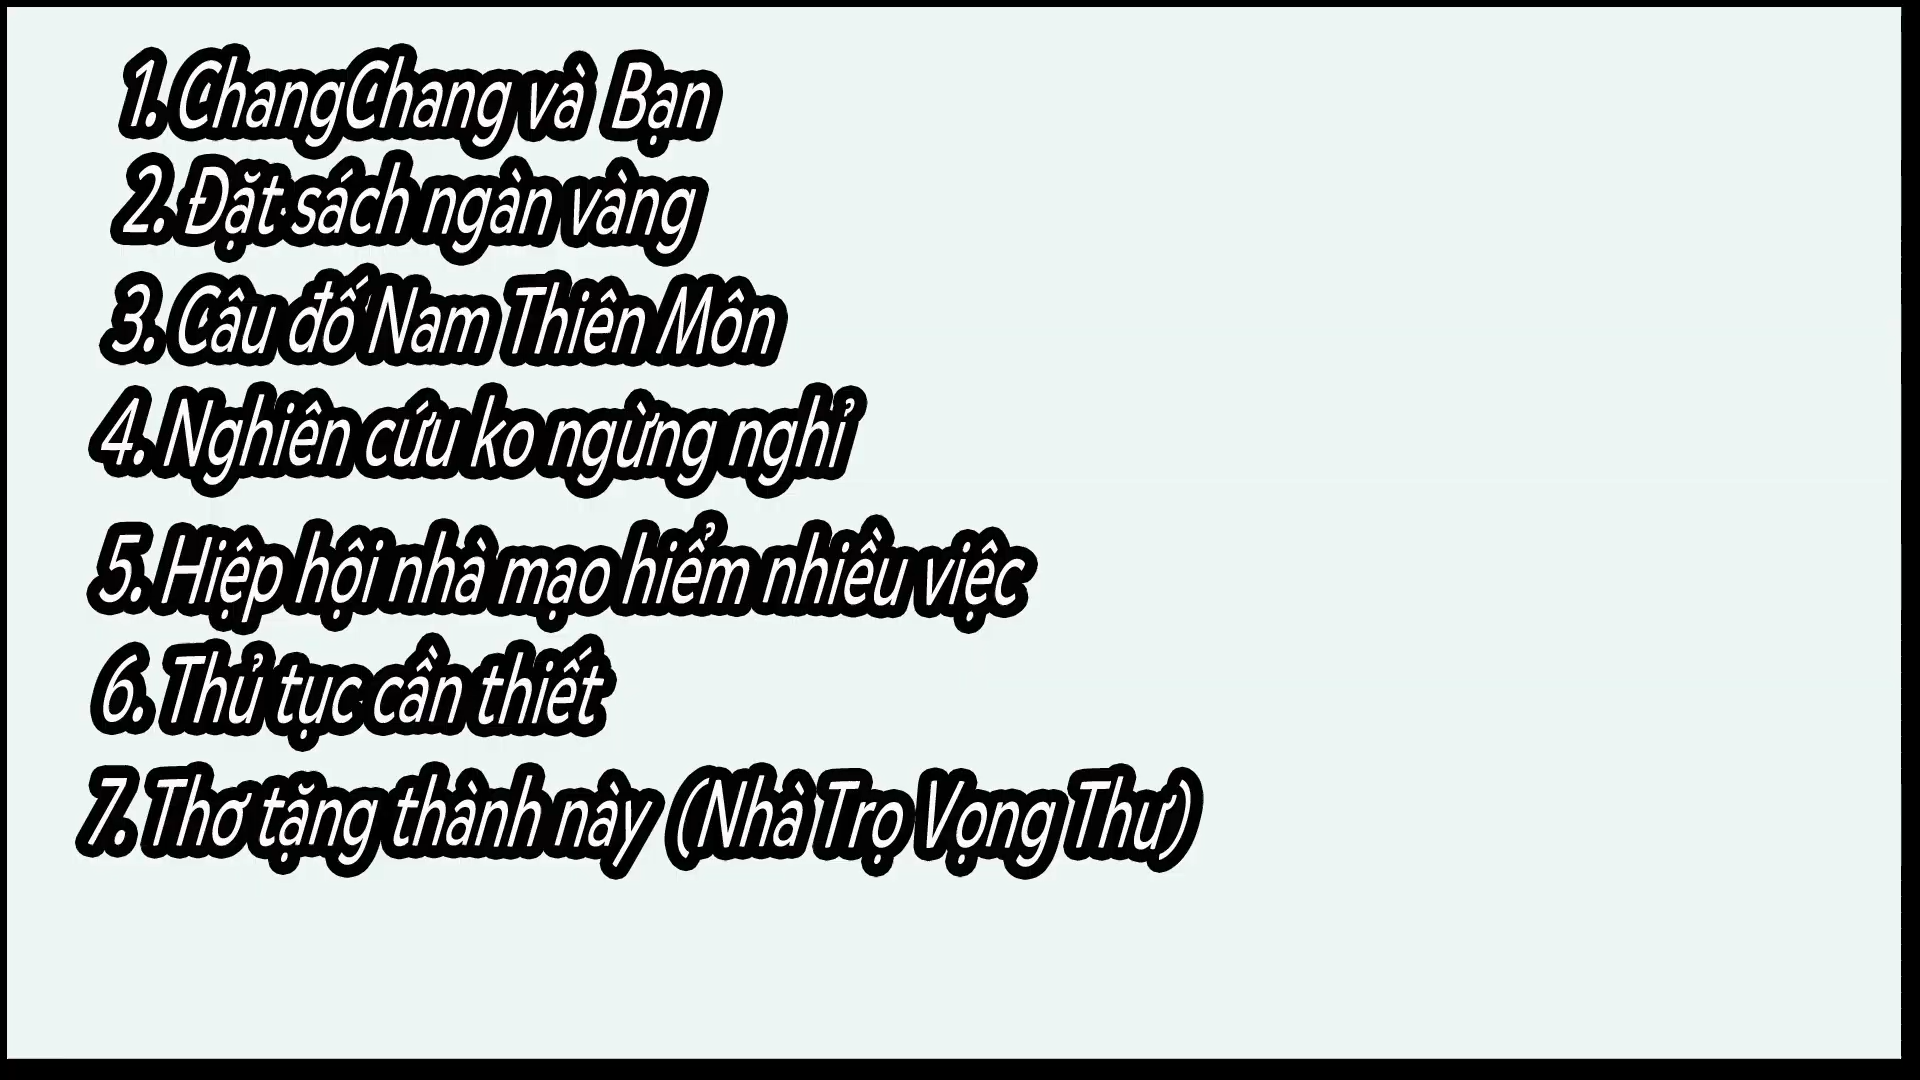 1. ChangChang và Bạn
2. Đặt sách ngàn vàng
3. Câu đố Nam Thiên Môn
4. Nghiên cứu ko ngừng nghỉ
5. Hiệp hội nhà mạo hiểm nhiều việc
6. Thủ tục cần thiết
7. Thơ tặng thành này (Nhà Trọ Vọng Thư)